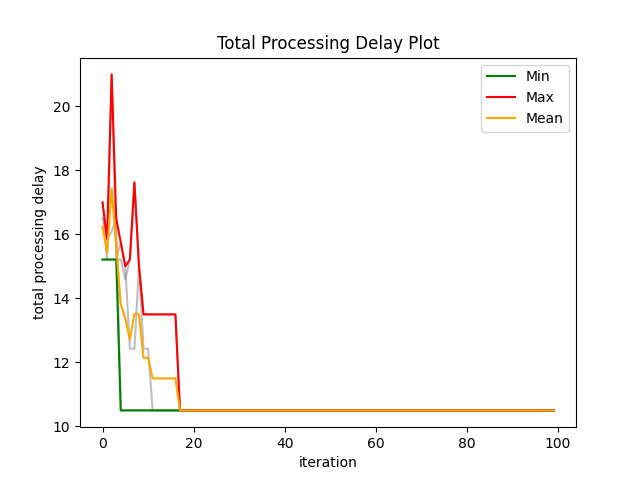 Total Processing Delay Plot
Min
Max
Mean
total processing delay
20
18
16
14
12
10
0 20 40 60 80 100
iteration